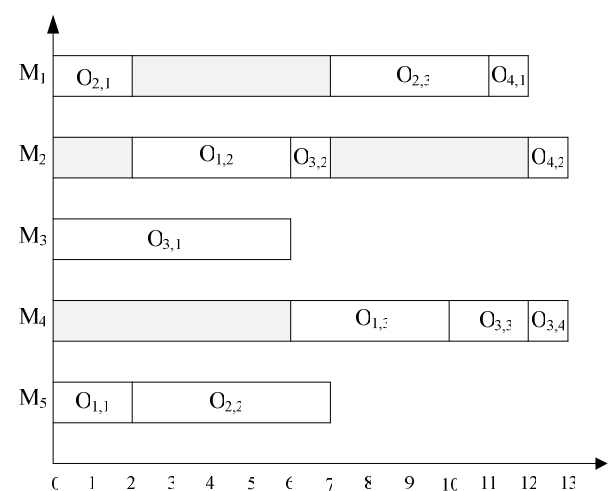 M1 O2,1 O2,3 O4,1
M2 O1,2 O3,2 O4,2
M3 O3,1
M4 O1,3 O3,3 O3,4
M5 O1,1 O2,2
0 1 2 3 4 5 6 7 8 9 10 11 12 13